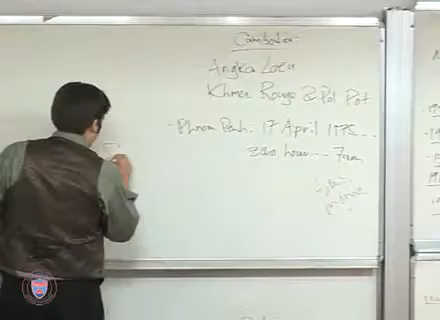 Cambodia:
Angka Loeu
Khmer Rouge & Pol Pot
- Phnom Penh. 17 April 1975...
zero hour... 7am